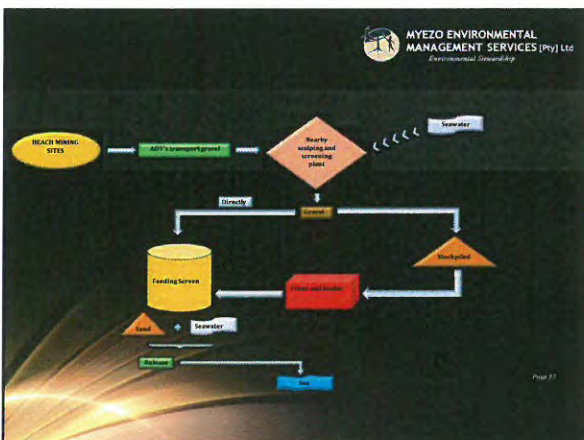 MYEZO ENVIRONMENTAL
MANAGEMENT SERVICES [Pty] Ltd
Environmental Stewardship
BEACH MINING
SITES
ADT's transport gravel
Nearby
scalping and
screening
plant
Seawater
Directly
Gravel
Stockpiled
Feeding Screen
Sand
+
Seawater
Release
Sea